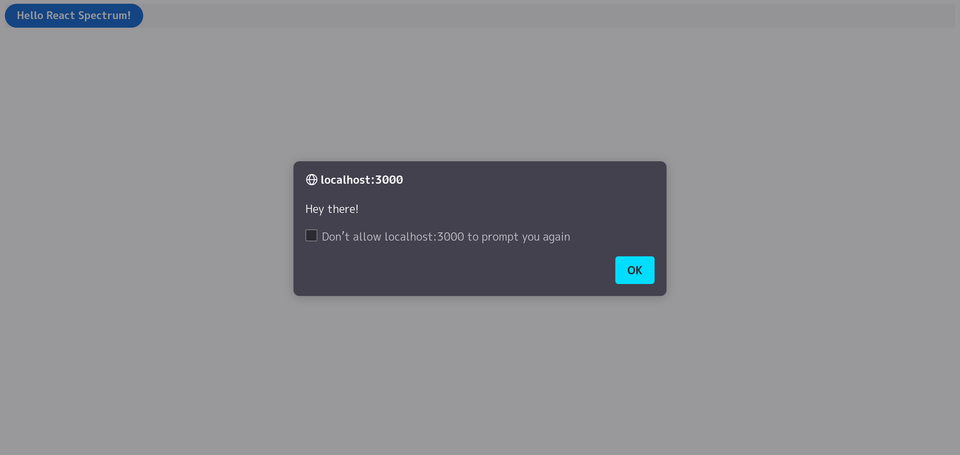 Hello React Spectrum!
localhost:3000
Hey there!
Don’t allow localhost:3000 to prompt you again
OK